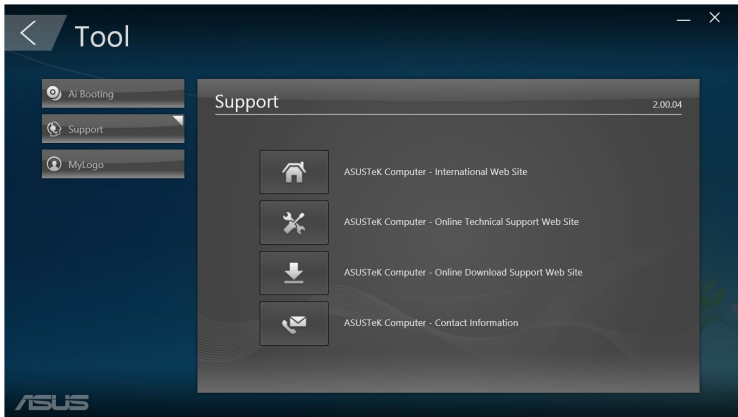 Tool
Ai Booting
Support
MyLogo
Support
2.00.04
ASUSTeK Computer - International Web Site
ASUSTeK Computer - Online Technical Support Web Site
ASUSTeK Computer - Online Download Support Web Site
ASUSTeK Computer - Contact Information
ASUS